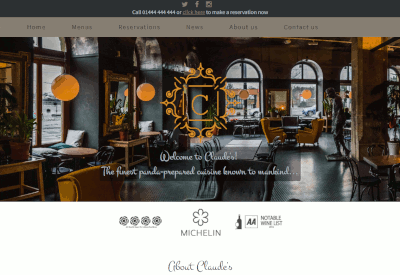 Call 01444 444 444 or click here to make a reservation now
Home Menus Reservations News About us Contact us
C
Welcome to Claude's!
The finest panda-prepared cuisine known to mankind...
MICHELIN
AA NOTABLE WINE LIST
About Claude's